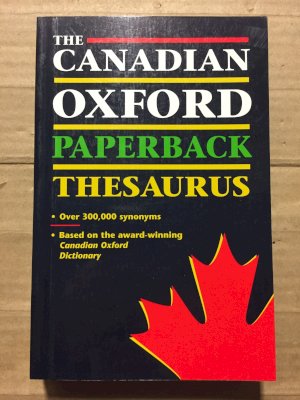 THE
CANADIAN
OXFORD
PAPERBACK
THESAURUS
• Over 300,000 synonyms
• Based on the award-winning
Canadian Oxford
Dictionary